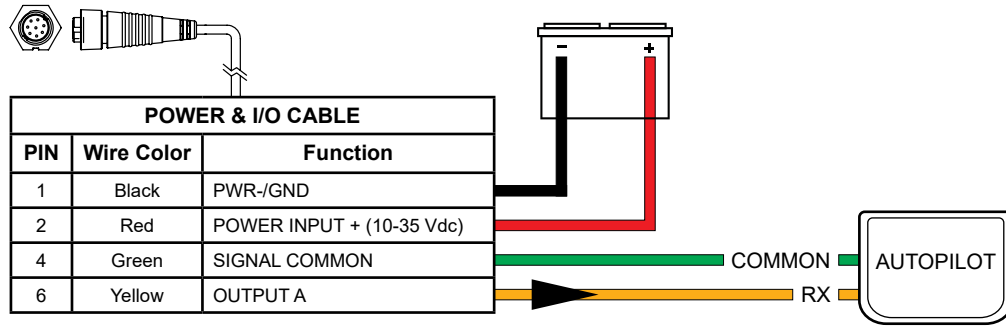 - +
POWER & I/O CABLE
PIN Wire Color Function
1 Black PWR-/GND
2 Red POWER INPUT + (10-35 Vdc)
4 Green SIGNAL COMMON
6 Yellow OUTPUT A
COMMON
RX
AUTOPILOT